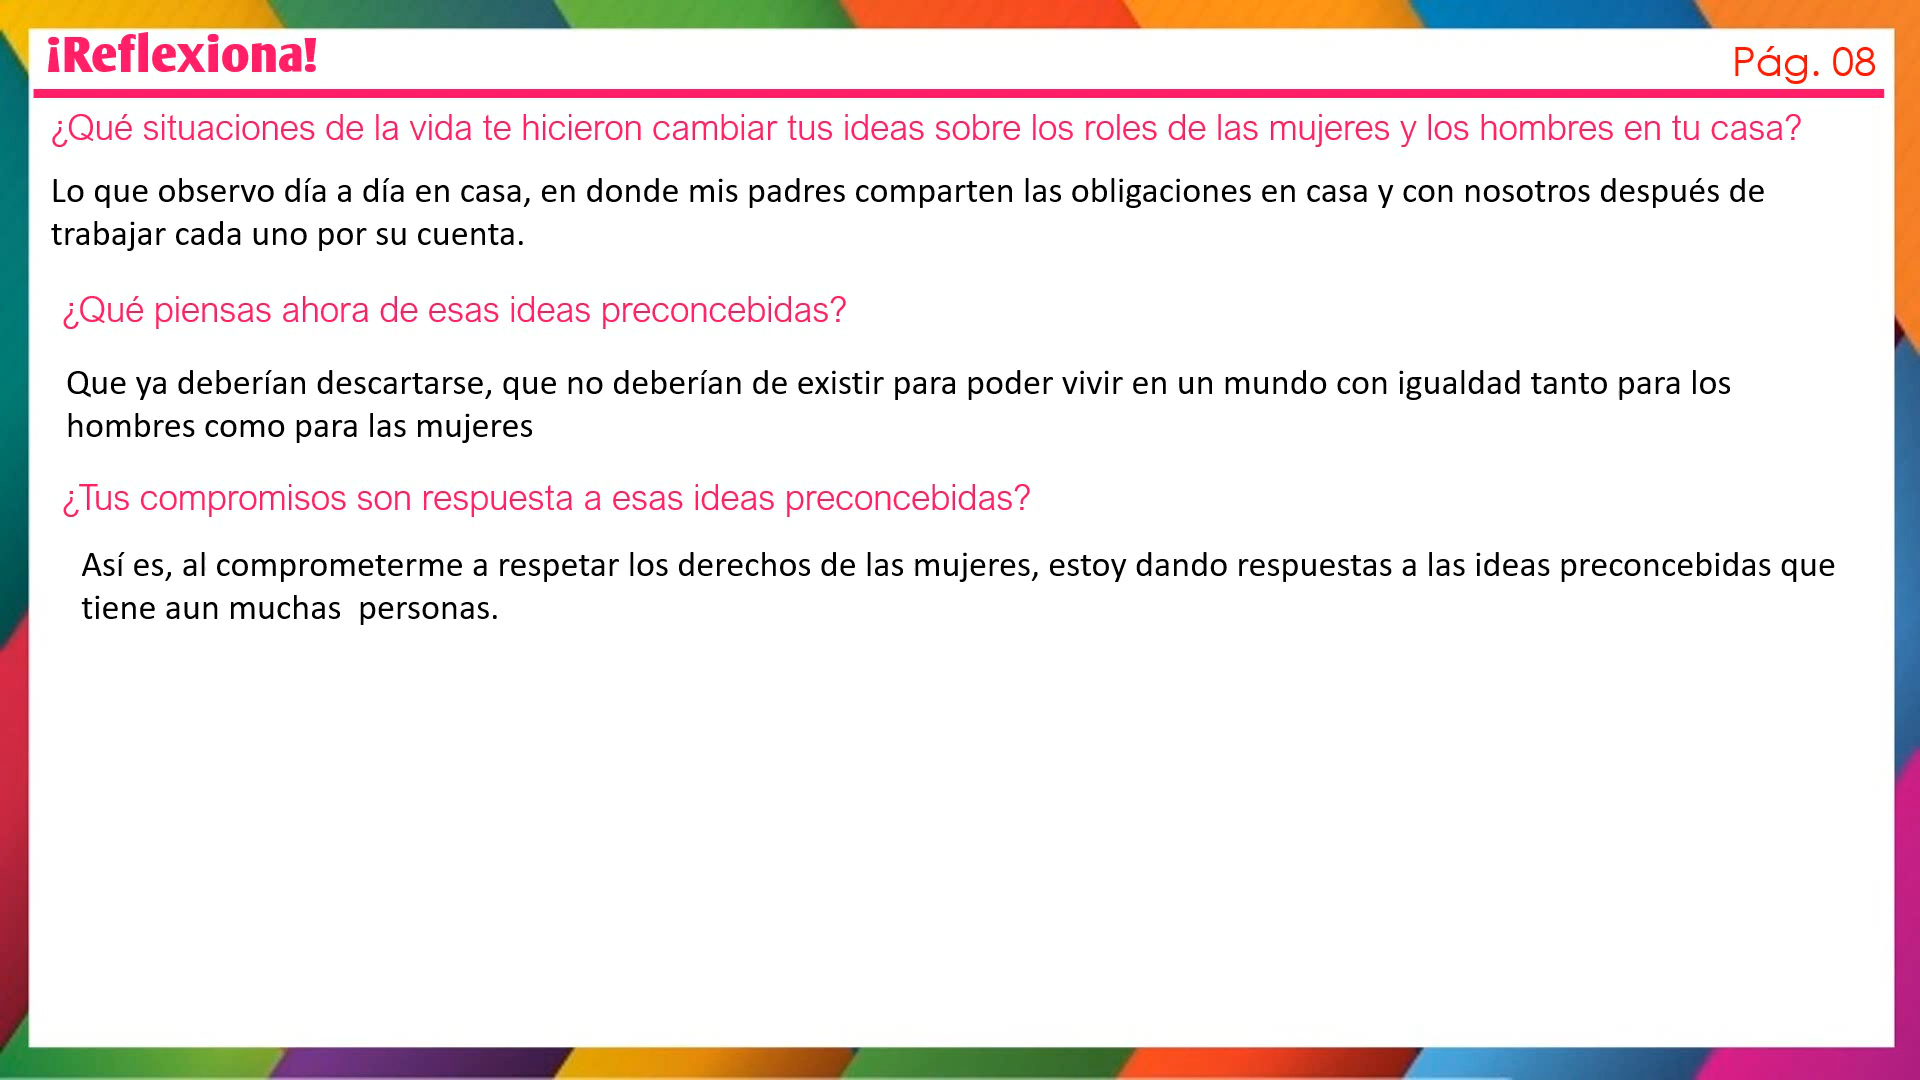 ¡Reflexiona!
Pág. 08
¿Qué situaciones de la vida te hicieron cambiar tus ideas sobre los roles de las mujeres y los hombres en tu casa?
Lo que observo día a día en casa, en donde mis padres comparten las obligaciones en casa y con nosotros después de
trabajar cada uno por su cuenta.
¿Qué piensas ahora de esas ideas preconcebidas?
Que ya deberían descartarse, que no deberían de existir para poder vivir en un mundo con igualdad tanto para los
hombres como para las mujeres
¿Tus compromisos son respuesta a esas ideas preconcebidas?
Así es, al comprometerme a respetar los derechos de las mujeres, estoy dando respuestas a las ideas preconcebidas que
tiene aun muchas  personas.